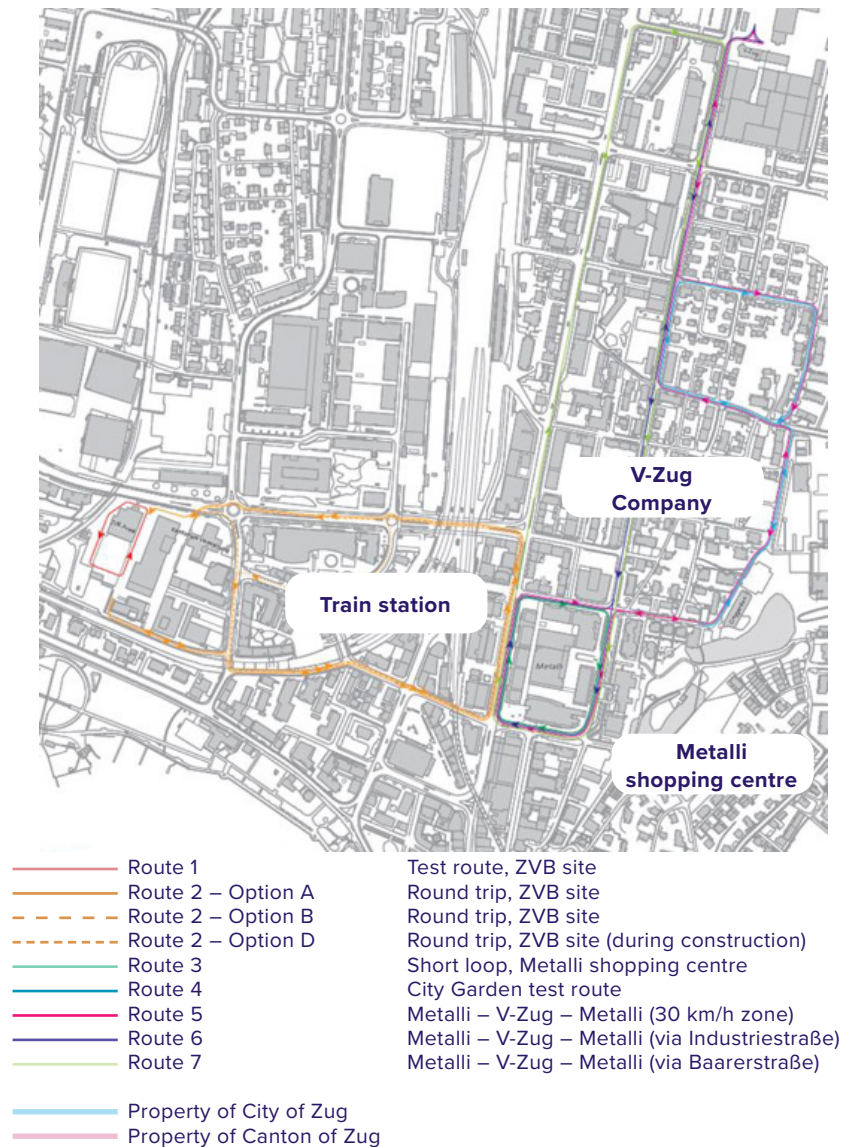 V-Zug
Company
Train station
Metalli
Metalli
shopping centre
Route 1 Test route, ZVB site
Route 2 – Option A Round trip, ZVB site
Route 2 – Option B Round trip, ZVB site
Route 2 – Option D Round trip, ZVB site (during construction)
Route 3 Short loop, Metalli shopping centre
Route 4 City Garden test route
Route 5 Metalli – V-Zug – Metalli (30 km/h zone)
Route 6 Metalli – V-Zug – Metalli (via Industriestraße)
Route 7 Metalli – V-Zug – Metalli (via Baarerstraße)
Property of City of Zug
Property of Canton of Zug